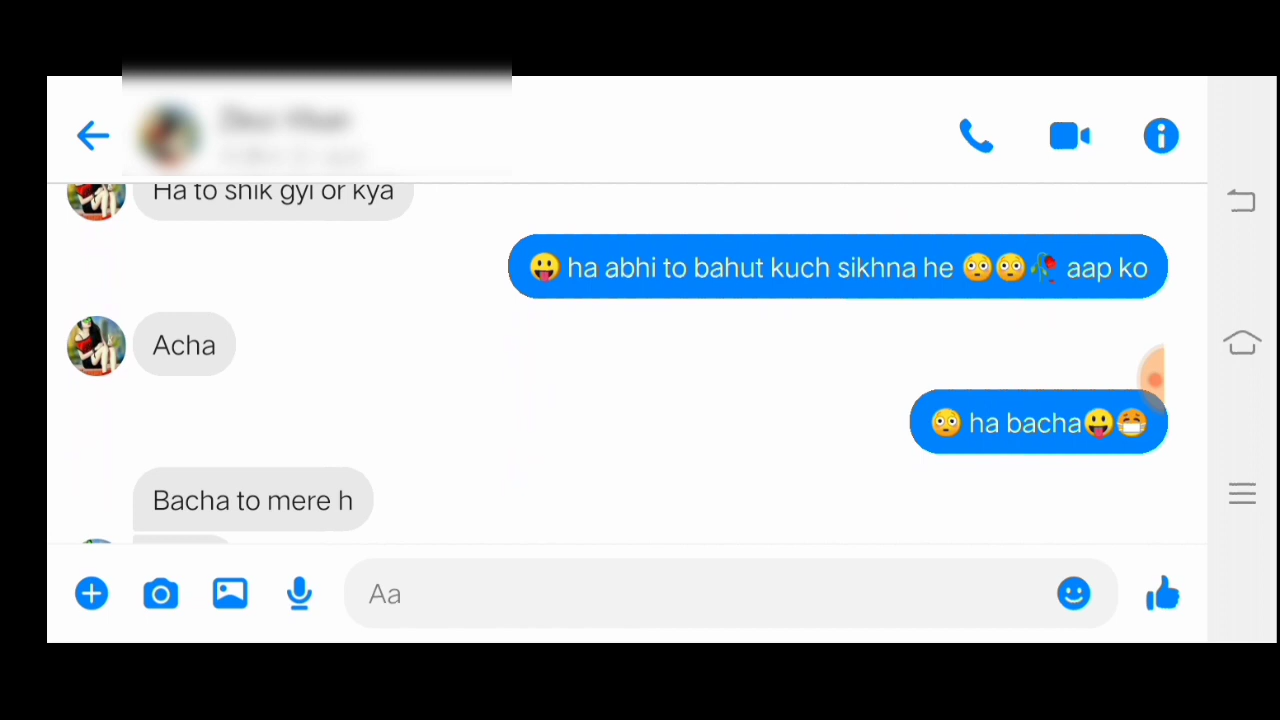 Ha to shik gyi or kya
😛 ha abhi to bahut kuch sikhna he 😳😳🥀 aap ko
Acha
😳 ha bacha😛😷
Bacha to mere h
Aa